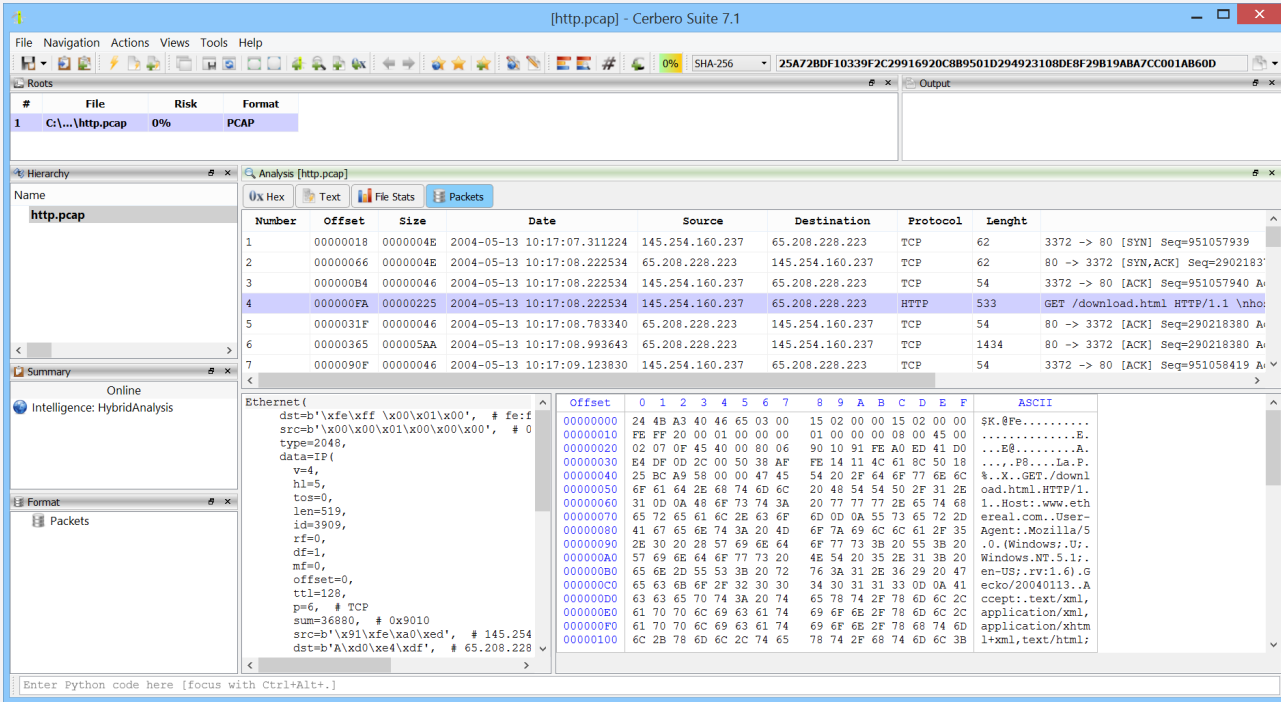 [http.pcap] - Cerbero Suite 7.1
File Navigation Actions Views Tools Help
0% SHA-256 25A72BDF10339F2C29916920C8B9501D294923108DE8F29B19ABA7CC001AB60D
Roots
# File Risk Format
1 C:\...\http.pcap 0% PCAP
Output
Hierarchy
Name
http.pcap
Summary
Online
Intelligence: HybridAnalysis
Format
Packets
Analysis [http.pcap]
0x Hex Text File Stats Packets
Number Offset Size Date Source Destination Protocol Lenght
1 00000018 0000004E 2004-05-13 10:17:07.311224 145.254.160.237 65.208.228.223 TCP 62 3372 -> 80 [SYN] Seq=951057939
2 00000066 0000004E 2004-05-13 10:17:08.222534 65.208.228.223 145.254.160.237 TCP 62 80 -> 3372 [SYN,ACK] Seq=2902183
3 000000B4 00000046 2004-05-13 10:17:08.222534 145.254.160.237 65.208.228.223 TCP 54 3372 -> 80 [ACK] Seq=951057940 A
4 000000FA 00000225 2004-05-13 10:17:08.222534 145.254.160.237 65.208.228.223 HTTP 533 GET /download.html HTTP/1.1 \nho
5 0000031F 00000046 2004-05-13 10:17:08.783340 65.208.228.223 145.254.160.237 TCP 54 80 -> 3372 [ACK] Seq=290218380 A
6 00000365 000005AA 2004-05-13 10:17:08.993643 65.208.228.223 145.254.160.237 TCP 1434 80 -> 3372 [ACK] Seq=290218380 A
7 0000090F 00000046 2004-05-13 10:17:09.123830 145.254.160.237 65.208.228.223 TCP 54 3372 -> 80 [ACK] Seq=951058419 A
Ethernet(
dst=b'\xfe\xff \x00\x01\x00', # fe:f
src=b'\x00\x00\x01\x00\x00\x00', # 0
type=2048,
data=IP(
v=4,
hl=5,
tos=0,
len=519,
id=3909,
rf=0,
df=1,
mf=0,
offset=0,
ttl=128,
p=6, # TCP
sum=36880, # 0x9010
src=b'\x91\xfe\xa0\xed', # 145.254
dst=b'A\xd0\xe4\xdf', # 65.208.228
Offset 0 1 2 3 4 5 6 7 8 9 A B C D E F ASCII
00000000 24 4B A3 40 46 65 03 00 15 02 00 00 15 02 00 00 $K.@Fe..........
00000010 FE FF 20 00 01 00 00 00 01 00 00 00 08 00 45 00 ..............E.
00000020 02 07 0F 45 40 00 80 06 90 10 91 FE A0 ED 41 D0 ...E@.........A.
00000030 E4 DF 0D 2C 00 50 38 AF FE 14 11 4C 61 8C 50 18 ...,.P8....La.P.
00000040 25 BC A9 58 00 00 47 45 54 20 2F 64 6F 77 6E 6C %..X..GET./downl
00000050 6F 61 64 2E 68 74 6D 6C 20 48 54 54 50 2F 31 2E oad.html.HTTP/1.
00000060 31 0D 0A 48 6F 73 74 3A 20 77 77 77 2E 65 74 68 1..Host:.www.eth
00000070 65 72 65 61 6C 2E 63 6F 6D 0D 0A 55 73 65 72 2D ereal.com..User-
00000080 41 67 65 6E 74 3A 20 4D 6F 7A 69 6C 6C 61 2F 35 Agent:.Mozilla/5
00000090 2E 30 20 28 57 69 6E 64 6F 77 73 3B 20 55 3B 20 .0.(Windows;.U;.
000000A0 57 69 6E 64 6F 77 73 20 4E 54 20 35 2E 31 3B 20 Windows.NT.5.1;.
000000B0 65 6E 2D 55 53 3B 20 72 76 3A 31 2E 36 29 20 47 en-US;.rv:1.6).G
000000C0 65 63 6B 6F 2F 32 30 30 34 30 31 31 33 0D 0A 41 ecko/20040113..A
000000D0 63 63 65 70 74 3A 20 74 65 78 74 2F 78 6D 6C 2C ccept:.text/xml,
000000E0 61 70 70 6C 69 63 61 74 69 6F 6E 2F 78 6D 6C 2C application/xml,
000000F0 61 70 70 6C 69 63 61 74 69 6F 6E 2F 78 68 74 6D application/xhtm
00000100 6C 2B 78 6D 6C 2C 74 65 78 74 2F 68 74 6D 6C 3B l+xml,text/html;
Enter Python code here [focus with Ctrl+Alt+.]